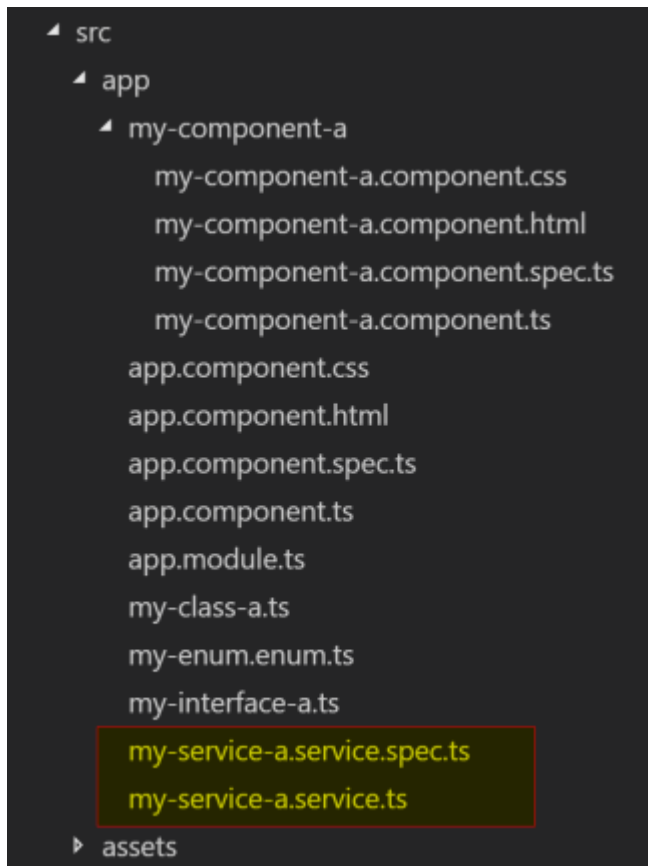 src
app
my-component-a
my-component-a.component.css
my-component-a.component.html
my-component-a.component.spec.ts
my-component-a.component.ts
app.component.css
app.component.html
app.component.spec.ts
app.component.ts
app.module.ts
my-class-a.ts
my-enum.enum.ts
my-interface-a.ts
my-service-a.service.spec.ts
my-service-a.service.ts
assets